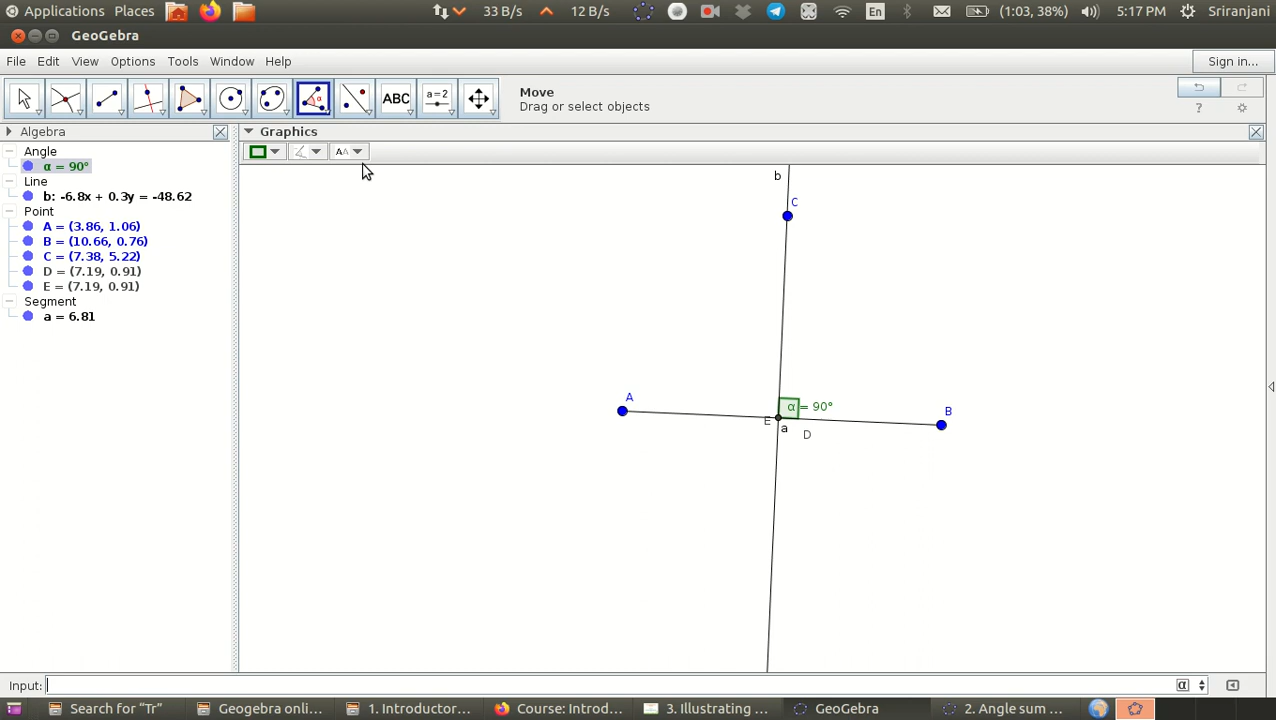 Applications Places 33 B/s 12 B/s En (1:03, 38%) 5:17 PM Sriranjani
GeoGebra
File Edit View Options Tools Window Help Sign in...
α ABC a=2 Move
Drag or select objects ?
Algebra Graphics
Angle
α = 90°
Line
b: -6.8x + 0.3y = -48.62
Point
A = (3.86, 1.06)
B = (10.66, 0.76)
C = (7.38, 5.22)
D = (7.19, 0.91)
E = (7.19, 0.91)
Segment
a = 6.81
AA
b
C
A
α = 90°
B
E
a
D
Input: α
Search for “Tr” Geogebra onli... 1. Introductor... Course: Introd... 3. Illustrating ... GeoGebra 2. Angle sum ...